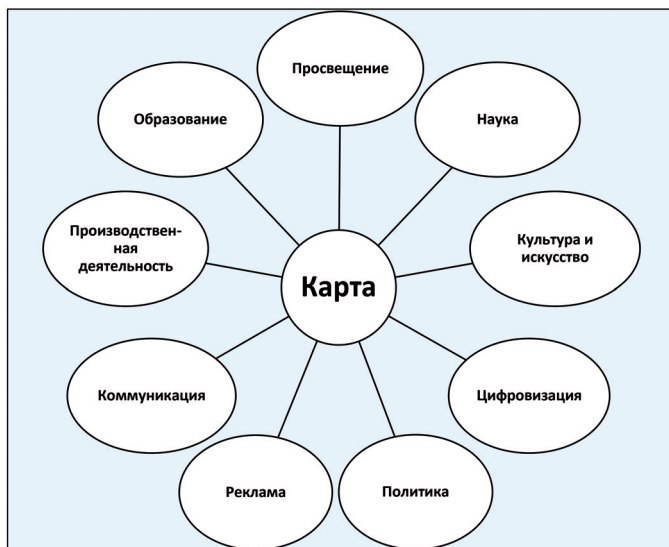 Просвещение
Образование
Наука
Производствен-
ная
деятельность
Культура и
искусство
Карта
Коммуникация
Цифровизация
Реклама
Политика